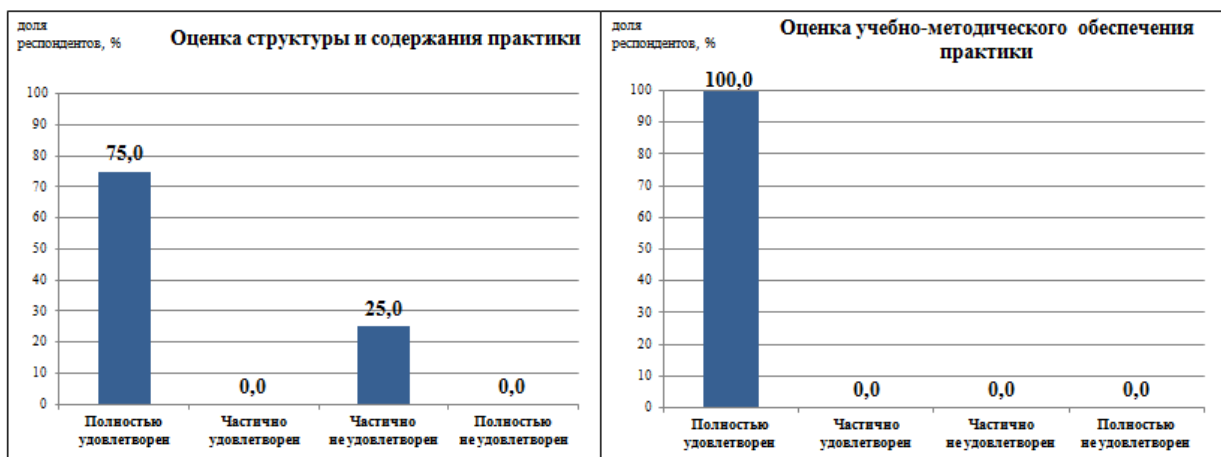 доля
респондентов, %
Оценка структуры и содержания практики
100
90
80
70
60
50
40
30
20
10
0
75,0
0,0
25,0
0,0
Полностью
удовлетворен
Частично
удовлетворен
Частично
не удовлетворен
Полностью
не удовлетворен
доля
респондентов, %
Оценка учебно-методического обеспечения
практики
100
90
80
70
60
50
40
30
20
10
0
100,0
0,0
0,0
0,0
Полностью
удовлетворен
Частично
удовлетворен
Частично
не удовлетворен
Полностью
не удовлетворен